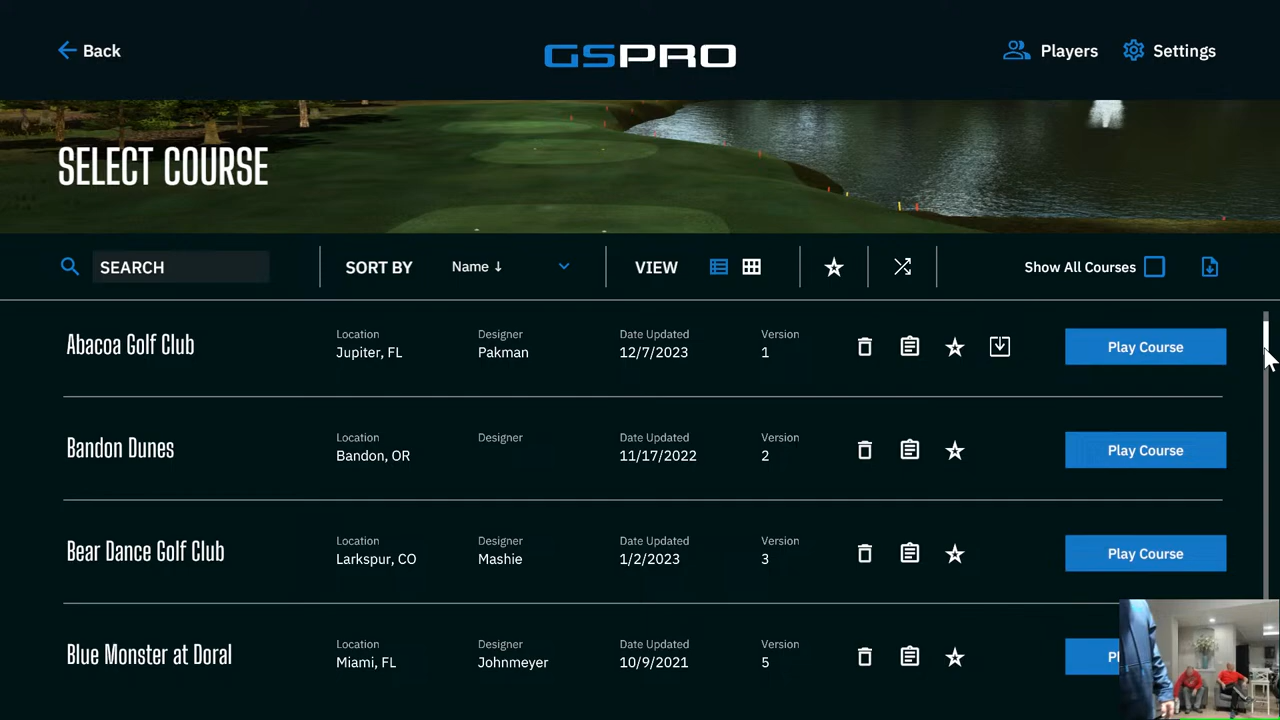 Back
GSPRO
Players
Settings
SELECT COURSE
SEARCH
SORT BY
Name ↓
VIEW
Show All Courses
Abacoa Golf Club
Location
Jupiter, FL
Designer
Pakman
Date Updated
12/7/2023
Version
1
Play Course
Bandon Dunes
Location
Bandon, OR
Designer
Date Updated
11/17/2022
Version
2
Play Course
Bear Dance Golf Club
Location
Larkspur, CO
Designer
Mashie
Date Updated
1/2/2023
Version
3
Play Course
Blue Monster at Doral
Location
Miami, FL
Designer
Johnmeyer
Date Updated
10/9/2021
Version
5